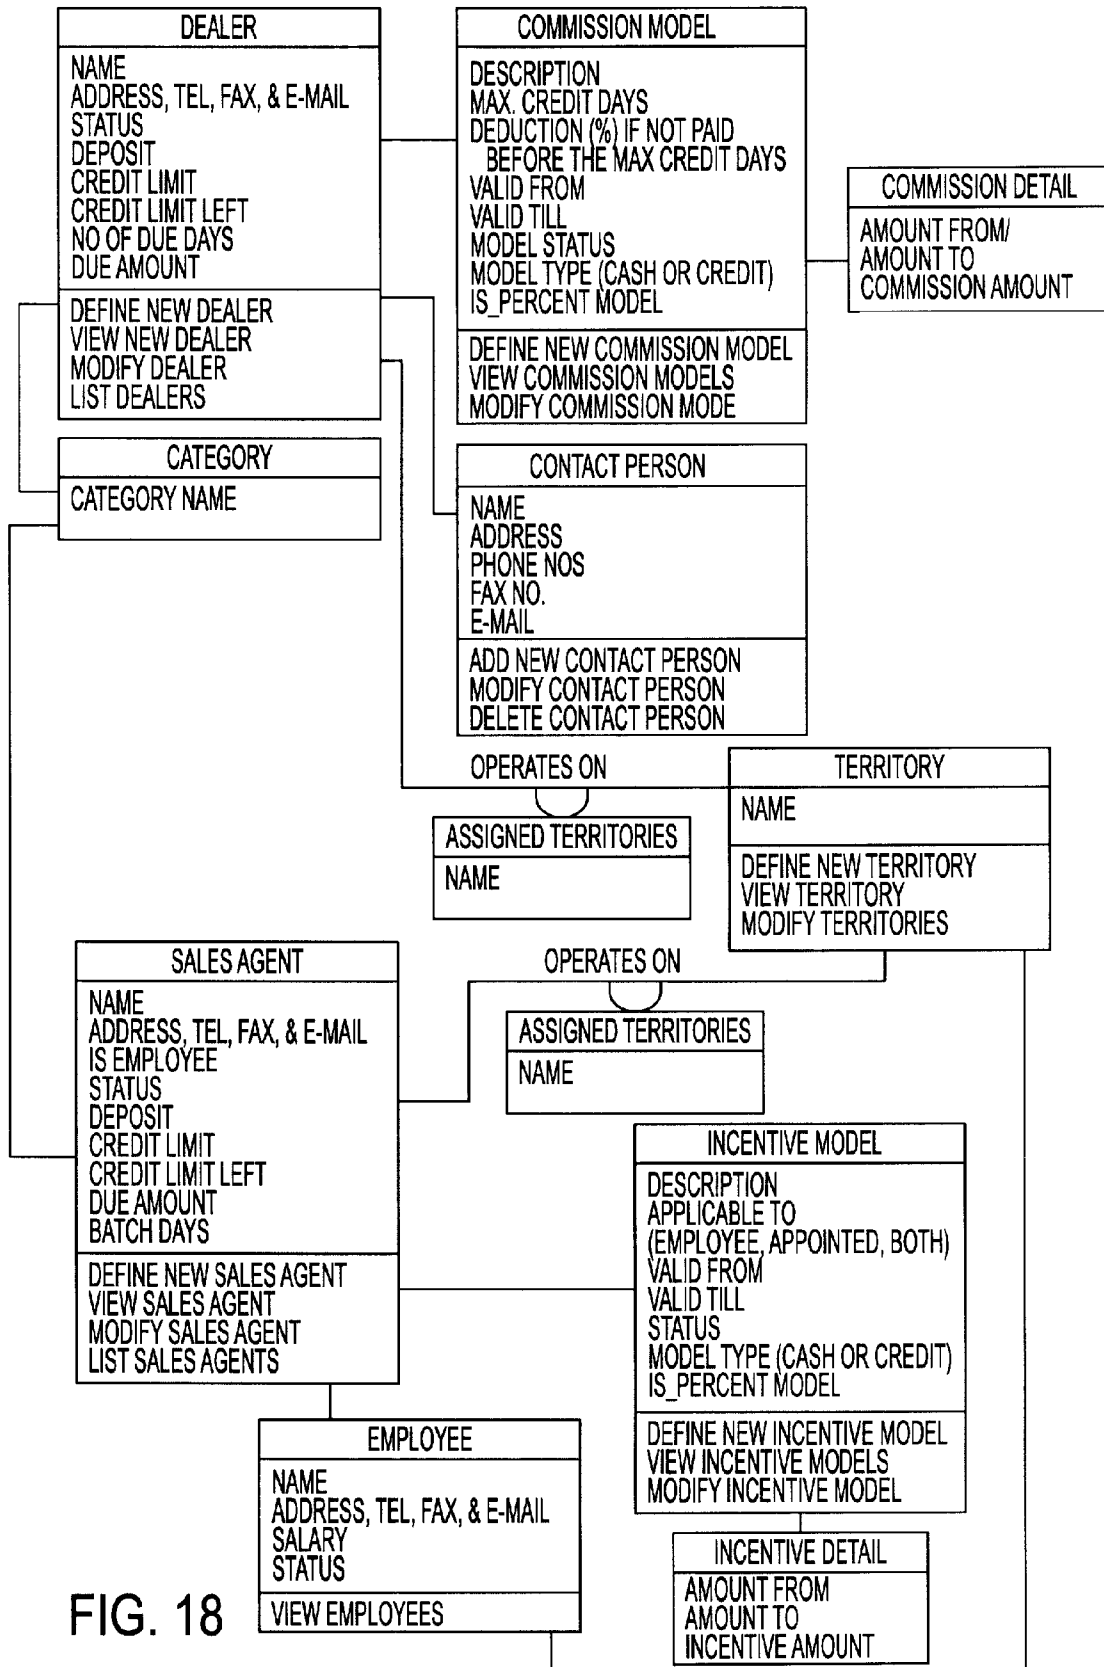 DEALER
NAME
ADDRESS, TEL, FAX, & E-MAIL
STATUS
DEPOSIT
CREDIT LIMIT
CREDIT LIMIT LEFT
NO OF DUE DAYS
DUE AMOUNT
DEFINE NEW DEALER
VIEW NEW DEALER
MODIFY DEALER
LIST DEALERS
COMMISSION MODEL
DESCRIPTION
MAX. CREDIT DAYS
DEDUCTION (%) IF NOT PAID
BEFORE THE MAX CREDIT DAYS
VALID FROM
VALID TILL
MODEL STATUS
MODEL TYPE (CASH OR CREDIT)
IS_PERCENT MODEL
DEFINE NEW COMMISSION MODEL
VIEW COMMISSION MODELS
MODIFY COMMISSION MODE
COMMISSION DETAIL
AMOUNT FROM/
AMOUNT TO
COMMISSION AMOUNT
CATEGORY
CATEGORY NAME
CONTACT PERSON
NAME
ADDRESS
PHONE NOS
FAX NO.
E-MAIL
ADD NEW CONTACT PERSON
MODIFY CONTACT PERSON
DELETE CONTACT PERSON
OPERATES ON
ASSIGNED TERRITORIES
NAME
TERRITORY
NAME
DEFINE NEW TERRITORY
VIEW TERRITORY
MODIFY TERRITORIES
SALES AGENT
NAME
ADDRESS, TEL, FAX, & E-MAIL
IS EMPLOYEE
STATUS
DEPOSIT
CREDIT LIMIT
CREDIT LIMIT LEFT
DUE AMOUNT
BATCH DAYS
DEFINE NEW SALES AGENT
VIEW SALES AGENT
MODIFY SALES AGENT
LIST SALES AGENTS
OPERATES ON
ASSIGNED TERRITORIES
NAME
INCENTIVE MODEL
DESCRIPTION
APPLICABLE TO
(EMPLOYEE, APPOINTED, BOTH)
VALID FROM
VALID TILL
STATUS
MODEL TYPE (CASH OR CREDIT)
IS_PERCENT MODEL
DEFINE NEW INCENTIVE MODEL
VIEW INCENTIVE MODELS
MODIFY INCENTIVE MODEL
EMPLOYEE
NAME
ADDRESS, TEL, FAX, & E-MAIL
SALARY
STATUS
VIEW EMPLOYEES
INCENTIVE DETAIL
AMOUNT FROM
AMOUNT TO
INCENTIVE AMOUNT
FIG. 18